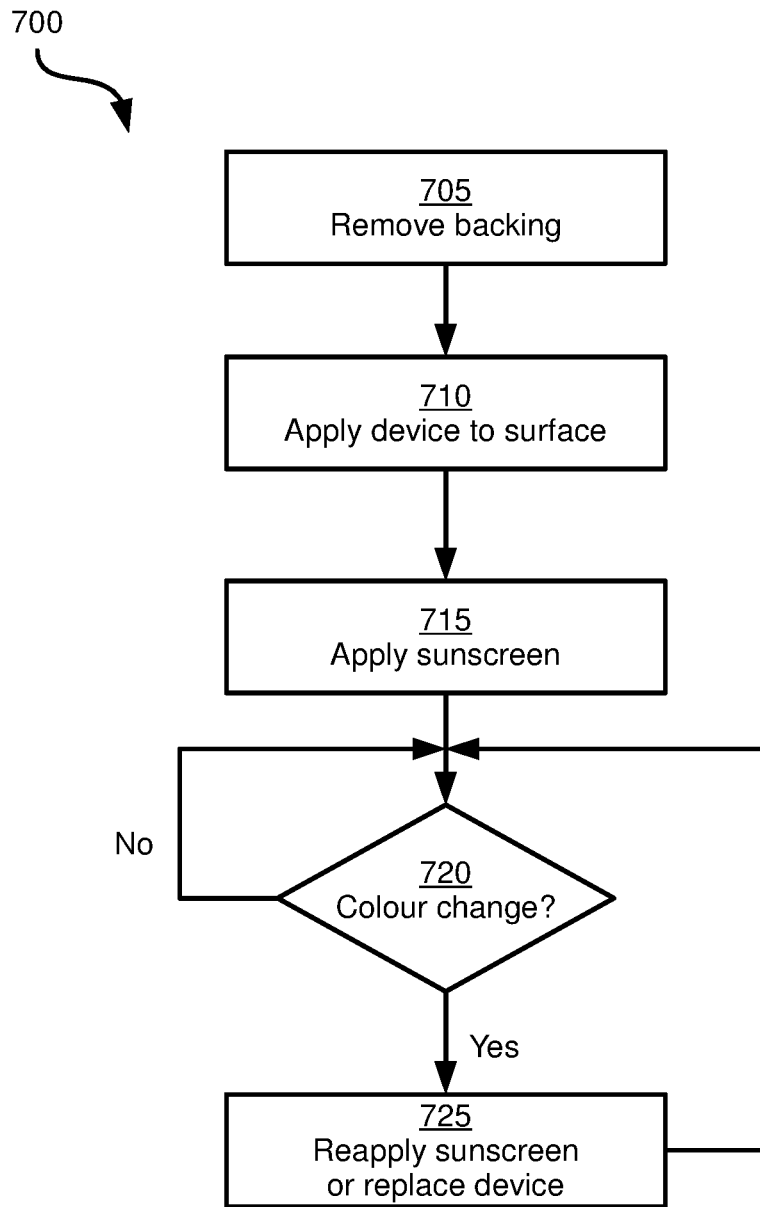 700
705
Remove backing
710
Apply device to surface
715
Apply sunscreen
No
720
Colour change?
Yes
725
Reapply sunscreen
or replace device